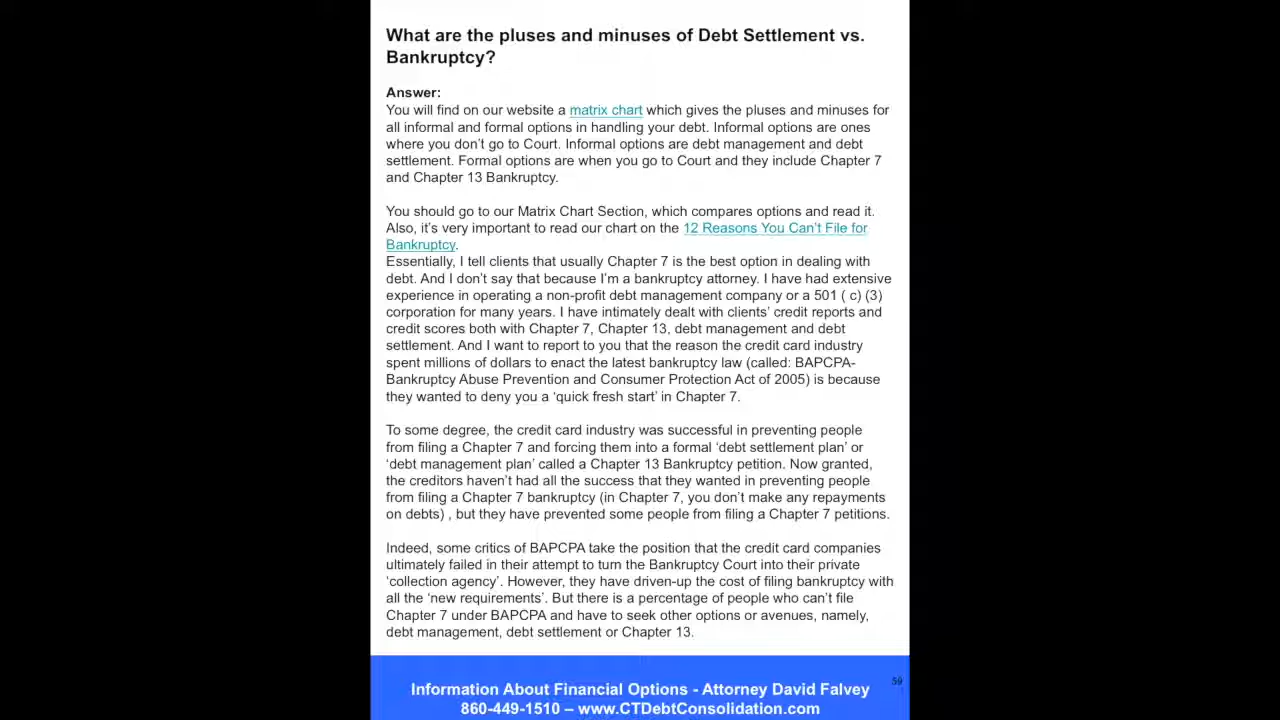 What are the pluses and minuses of Debt Settlement vs.
Bankruptcy?
Answer:
You will find on our website a matrix chart which gives the pluses and minuses for
all informal and formal options in handling your debt. Informal options are ones
where you don't go to Court. Informal options are debt management and debt
settlement. Formal options are when you go to Court and they include Chapter 7
and Chapter 13 Bankruptcy.
You should go to our Matrix Chart Section, which compares options and read it.
Also, it's very important to read our chart on the 12 Reasons You Can't File for
Bankruptcy.
Essentially, I tell clients that usually Chapter 7 is the best option in dealing with
debt. And I don't say that because I'm a bankruptcy attorney. I have had extensive
experience in operating a non-profit debt management company or a 501 ( c) (3)
corporation for many years. I have intimately dealt with clients' credit reports and
credit scores both with Chapter 7, Chapter 13, debt management and debt
settlement. And I want to report to you that the reason the credit card industry
spent millions of dollars to enact the latest bankruptcy law (called: BAPCPA-
Bankruptcy Abuse Prevention and Consumer Protection Act of 2005) is because
they wanted to deny you a 'quick fresh start' in Chapter 7.
To some degree, the credit card industry was successful in preventing people
from filing a Chapter 7 and forcing them into a formal 'debt settlement plan' or
'debt management plan' called a Chapter 13 Bankruptcy petition. Now granted,
the creditors haven't had all the success that they wanted in preventing people
from filing a Chapter 7 bankruptcy (in Chapter 7, you don't make any repayments
on debts) , but they have prevented some people from filing a Chapter 7 petitions.
Indeed, some critics of BAPCPA take the position that the credit card companies
ultimately failed in their attempt to turn the Bankruptcy Court into their private
'collection agency'. However, they have driven-up the cost of filing bankruptcy with
all the 'new requirements'. But there is a percentage of people who can't file
Chapter 7 under BAPCPA and have to seek other options or avenues, namely,
debt management, debt settlement or Chapter 13.
59
Information About Financial Options - Attorney David Falvey
860-449-1510 – www.CTDebtConsolidation.com